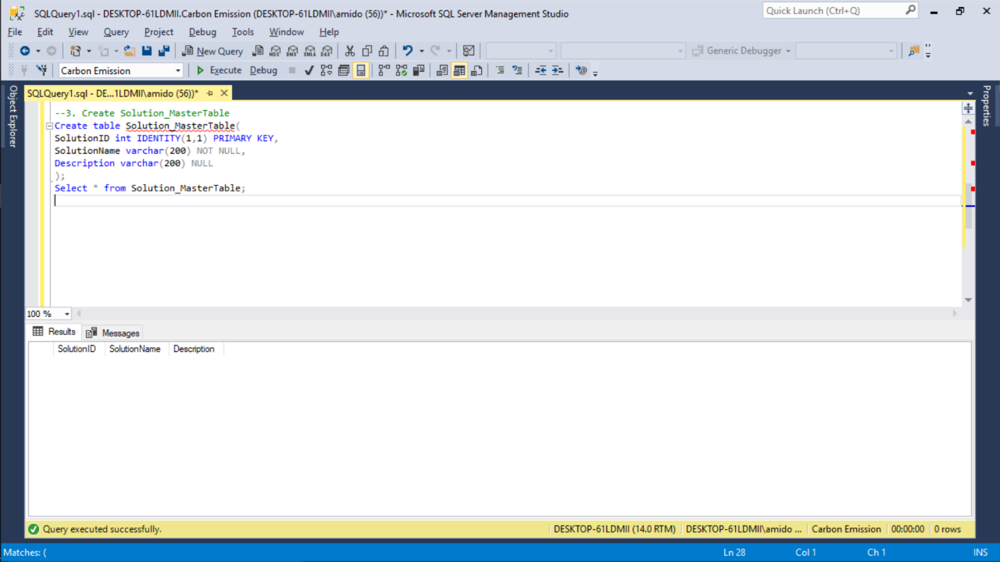 SQLQuery1.sql - DESKTOP-61LDMII.Carbon Emission (DESKTOP-61LDMII\amido (56))* - Microsoft SQL Server Management Studio
Quick Launch (Ctrl+Q)
File Edit View Query Project Debug Tools Window Help
New Query MDX DMX XMLA DAX Generic Debugger
Carbon Emission Execute Debug
Object Explorer
SQLQuery1.sql - DE...1LDMII\amido (56))*
Properties
--3. Create Solution_MasterTable
Create table Solution_MasterTable(
SolutionID int IDENTITY(1,1) PRIMARY KEY,
SolutionName varchar(200) NOT NULL,
Description varchar(200) NULL
);
Select * from Solution_MasterTable;
100 %
Results Messages
SolutionID SolutionName Description
Query executed successfully. DESKTOP-61LDMII (14.0 RTM) DESKTOP-61LDMII\amido ... Carbon Emission 00:00:00 0 rows
Matches: ( Ln 28 Col 1 Ch 1 INS